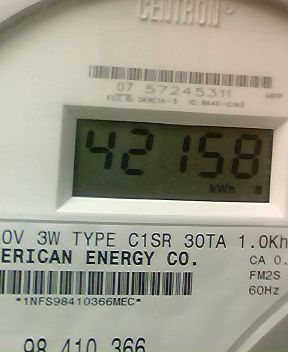 CENTRON®
07 57245311
42158
kWh
0V 3W TYPE C1SR 30TA 1.0Kh
ERICAN ENERGY CO.
CA 0.
FM2S
*1NFS98410366MEC*
60Hz
98 410 366